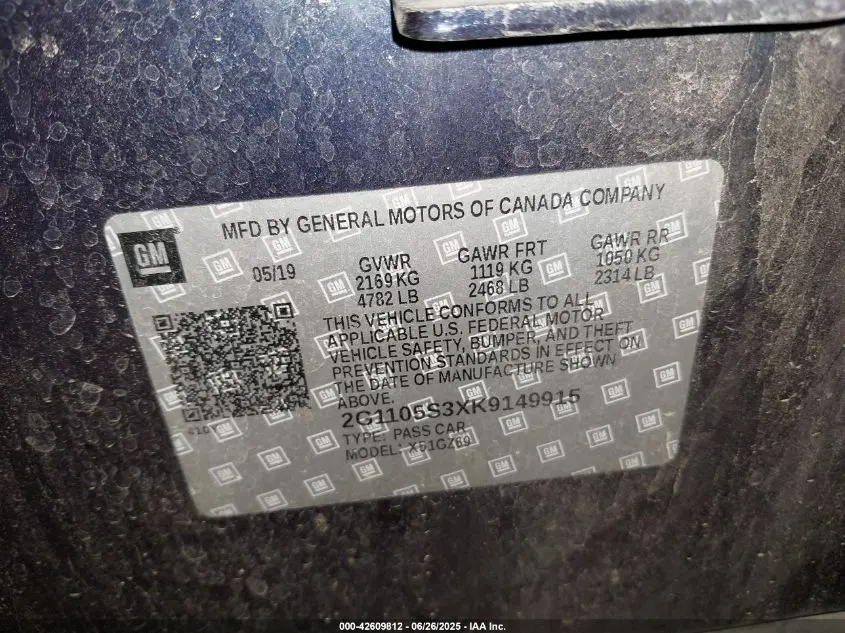 MFD BY GENERAL MOTORS OF CANADA COMPANY
GM
05/19
GVWR
2169 KG
4782 LB
GAWR FRT
1119 KG
2468 LB
GAWR RR
1050 KG
2314 LB
THIS VEHICLE CONFORMS TO ALL
APPLICABLE U.S. FEDERAL MOTOR
VEHICLE SAFETY, BUMPER, AND THEFT
PREVENTION STANDARDS IN EFFECT ON
THE DATE OF MANUFACTURE SHOWN
ABOVE.
2G1105S3XK9149915
TYPE: PASS CAR
MODEL: X51GZ69
000-42609812 - 06/26/2025 - IAA Inc.